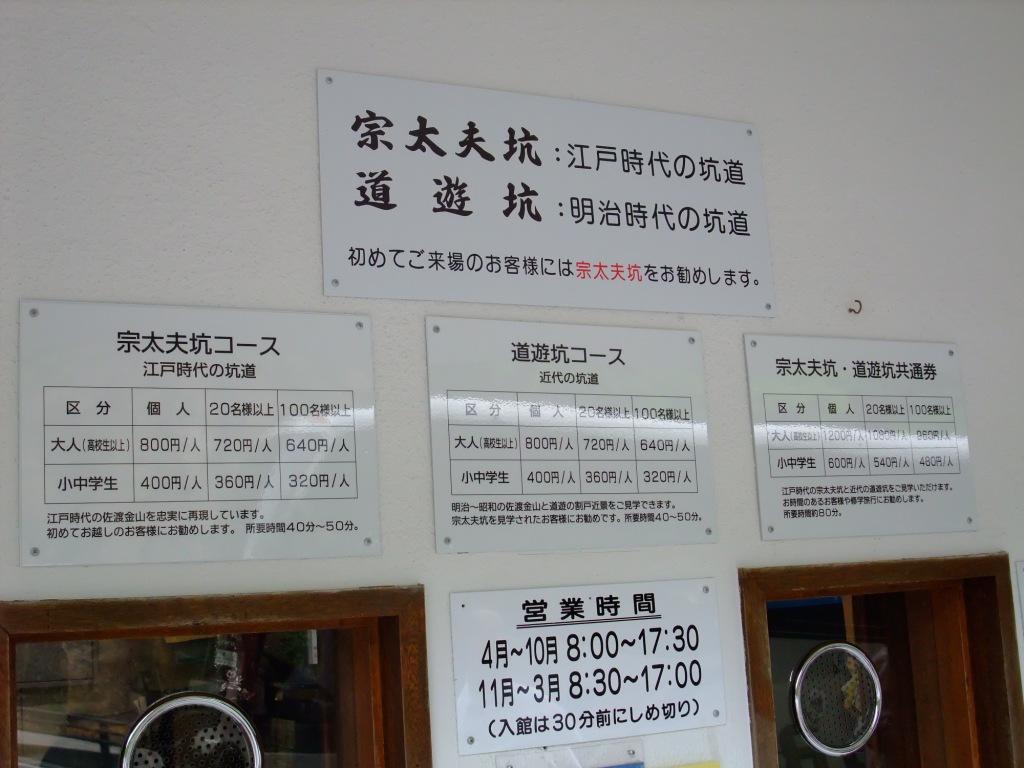 宗太夫坑：江戸時代の坑道
道遊坑：明治時代の坑道
初めてご来場のお客様には宗太夫坑をお勧めします。
宗太夫坑コース
江戸時代の坑道
区分 個人 20名様以上 100名様以上
大人(高校生以上) 800円/人 720円/人 640円/人
小中学生 400円/人 360円/人 320円/人
江戸時代の佐渡金山を忠実に再現しています。
初めてお越しのお客様にお勧めします。 所要時間40分～50分。
道遊坑コース
近代の坑道
区分 個人 20名様以上 100名様以上
大人(高校生以上) 800円/人 720円/人 640円/人
小中学生 400円/人 360円/人 320円/人
明治～昭和の佐渡金山と道遊の割戸近景をご見学できます。
宗太夫坑を見学されたお客様にお勧めです。所要時間40～50分。
宗太夫坑・道遊坑共通券
区分 個人 20名様以上 100名様以上
大人(高校生以上) 1200円/人 1080円/人 960円/人
小中学生 600円/人 540円/人 480円/人
江戸時代の宗太夫坑と近代の道遊坑をご見学いただけます。
お時間のあるお客様や修学旅行にお勧めします。
所要時間約80分。
営業時間
4月～10月 8:00～17:30
11月～3月 8:30～17:00
(入館は30分前にしめ切り)